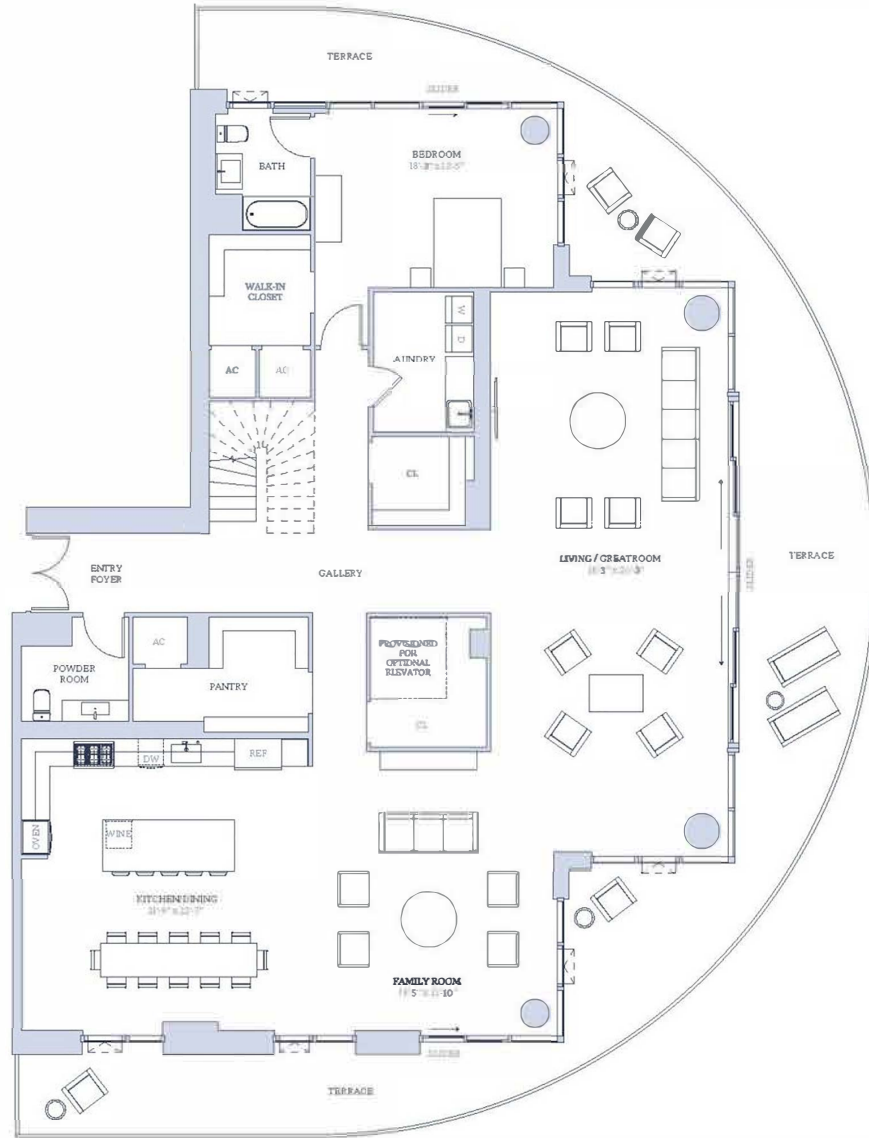 TERRACE
SLIDER
BATH
BEDROOM
WALK-IN
CLOSET
W
D
AC
AC
AUNDRY
CL
ENTRY
FOYER
GALLERY
LIVING / GREATROOM
SLIDER
TERRACE
AC
POWDER
ROOM
PANTRY
PROVISIONED
FOR
OPTIONAL
ELEVATOR
CL
DW
REF
OVEN
WINE
KITCHEN/DINING
FAMILY ROOM
SLIDER
TERRACE